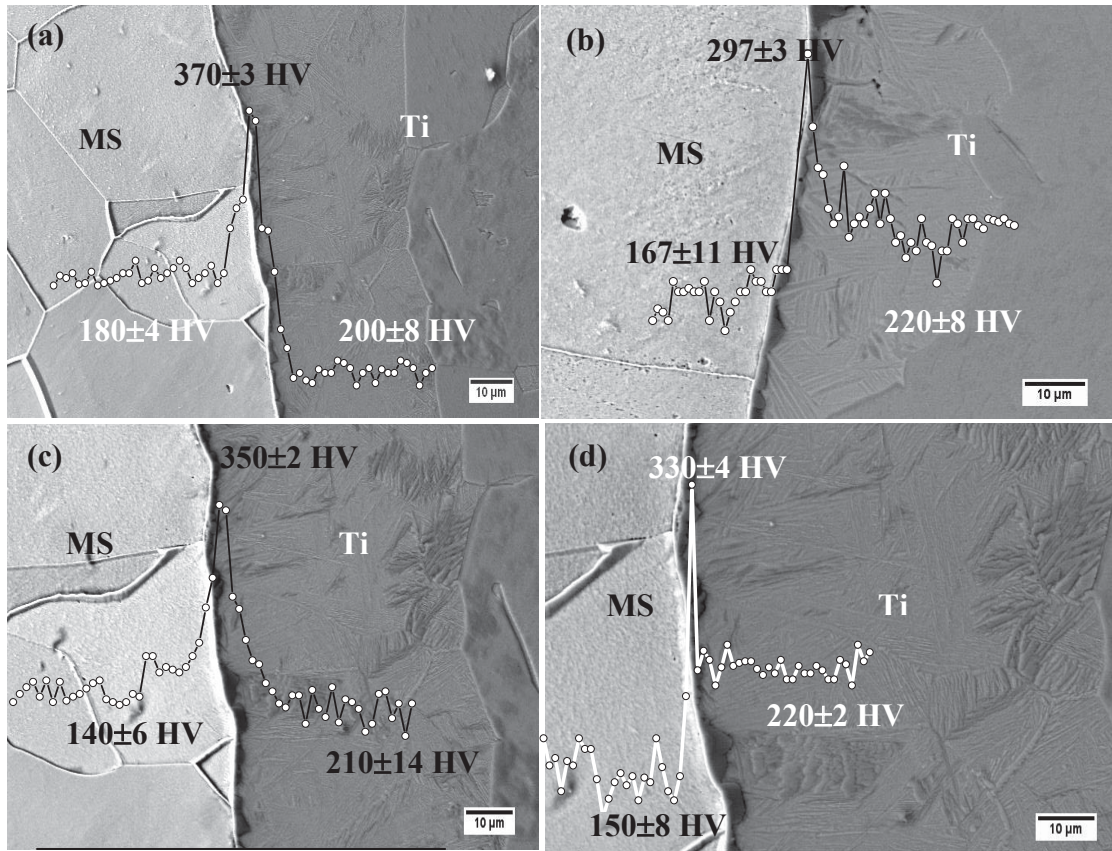 (a)
370±3 HV
MS
Ti
180±4 HV
200±8 HV
10 µm
(b)
297±3 HV
MS
Ti
167±11 HV
220±8 HV
10 µm
(c)
350±2 HV
MS
Ti
140±6 HV
210±14 HV
10 µm
(d)
330±4 HV
MS
Ti
220±2 HV
150±8 HV
10 µm